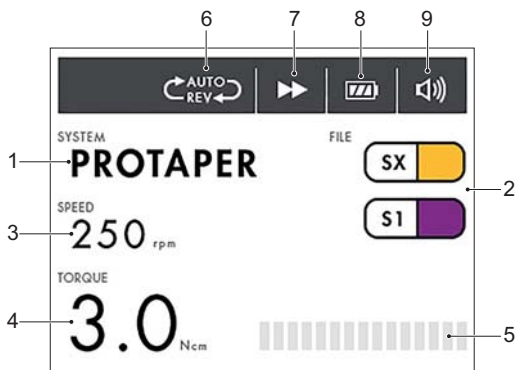 6 7 8 9
AUTO
REV
SYSTEM FILE
1 PROTAPER SX
2
SPEED S1
3 250 rpm
TORQUE
4 3.0 Ncm 5